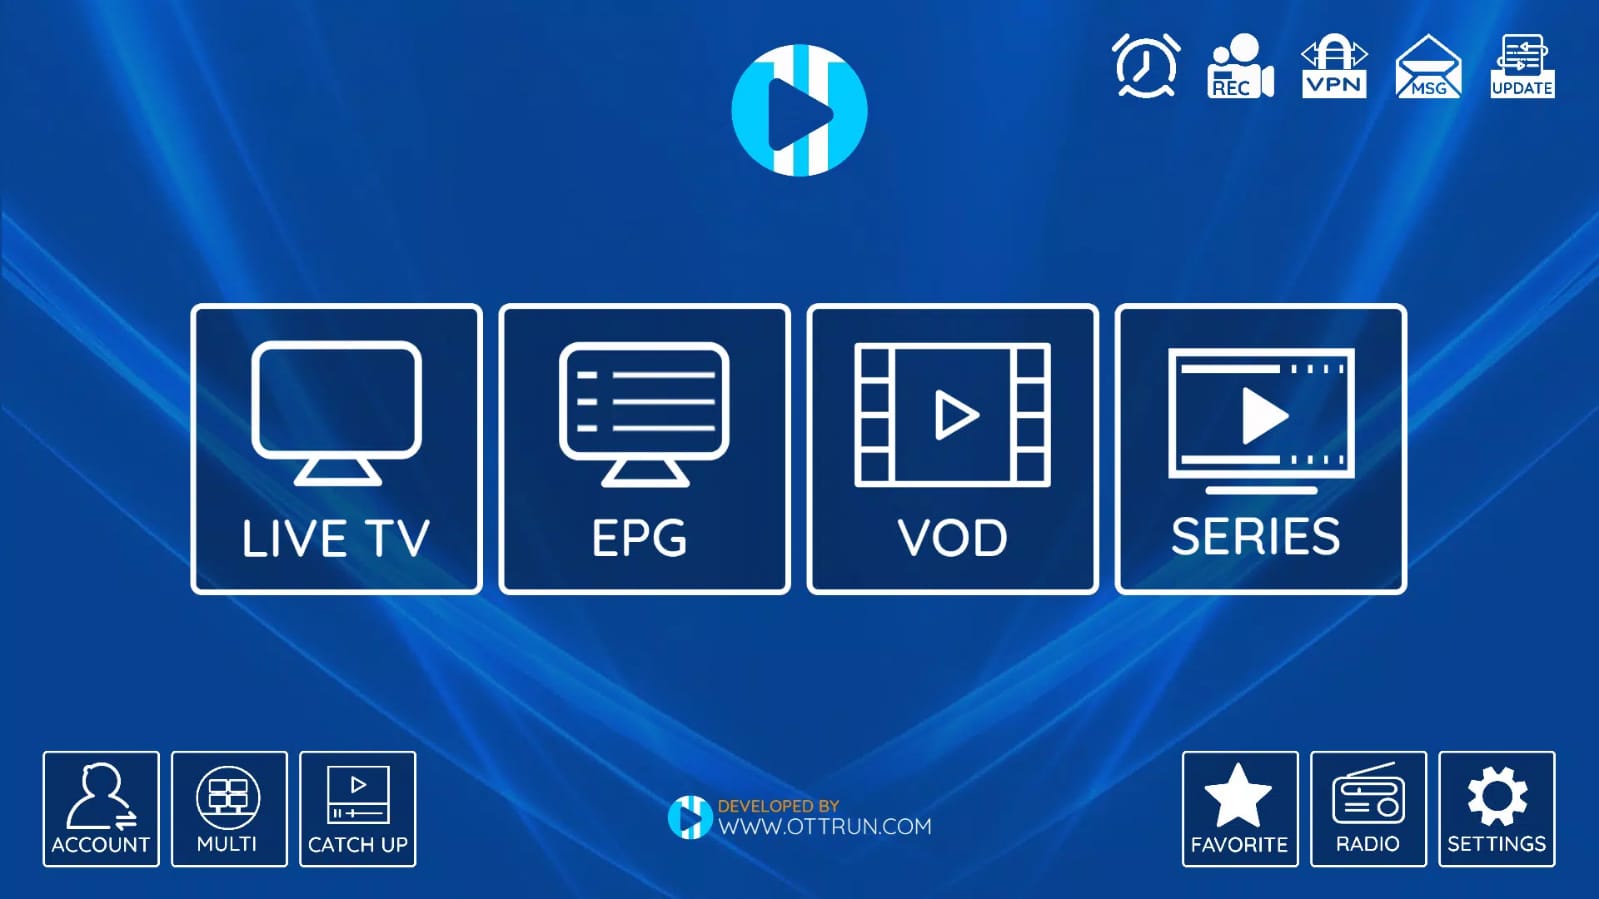 REC
VPN
MSG
UPDATE
LIVE TV
EPG
VOD
SERIES
ACCOUNT
MULTI
CATCH UP
DEVELOPED BY
WWW.OTTRUN.COM
FAVORITE
RADIO
SETTINGS